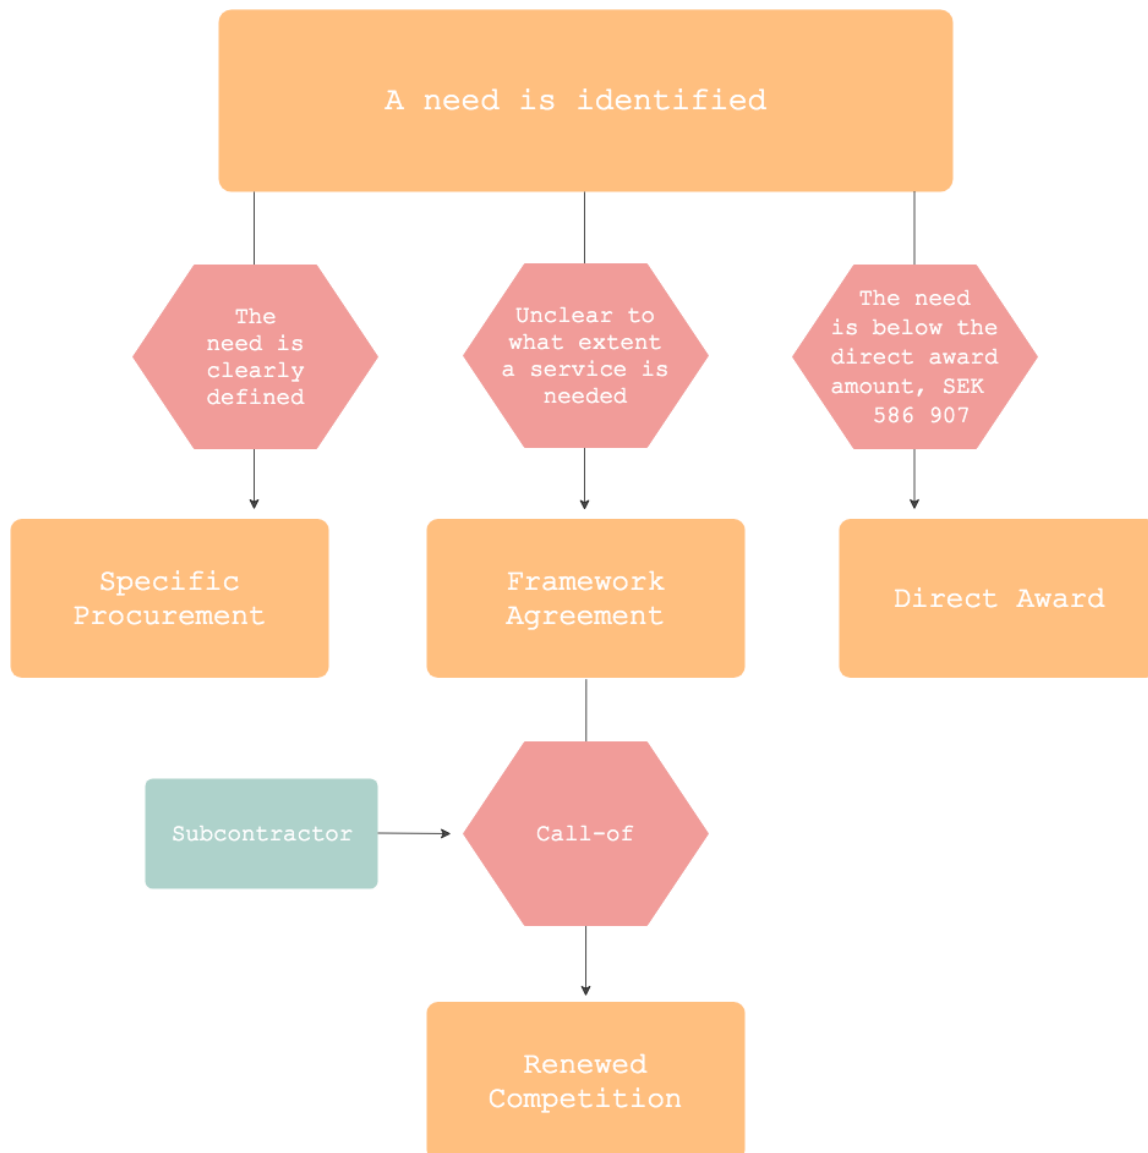 A need is identified
The
need is
clearly
defined
Unclear to
what extent
a service is
needed
The need
is below the
direct award
amount, SEK
586 907
Specific
Procurement
Framework
Agreement
Direct Award
Subcontractor
Call-of
Renewed
Competition